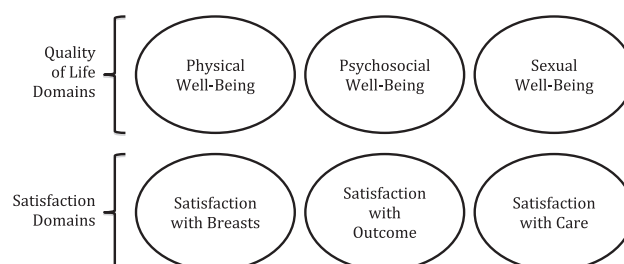 Quality
of Life
Domains
Physical
Well-Being
Psychosocial
Well-Being
Sexual
Well-Being
Satisfaction
Domains
Satisfaction
with Breasts
Satisfaction
with
Outcome
Satisfaction
with Care